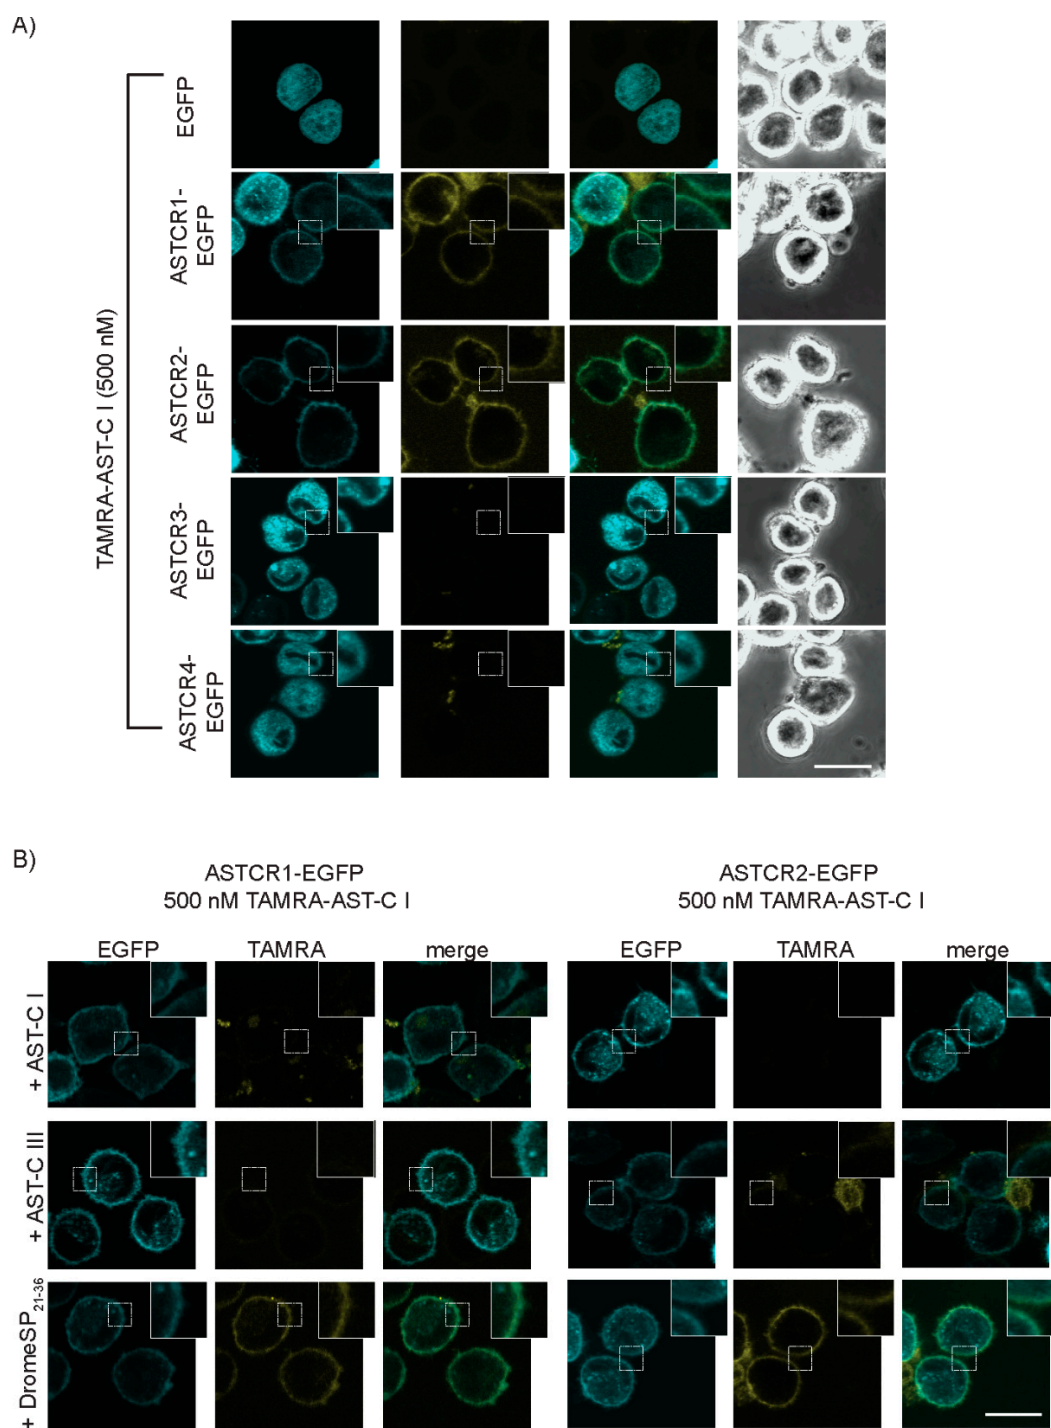 A)
TAMRA-AST-C I (500 nM)
EGFP
ASTCR1-
EGFP
ASTCR2-
EGFP
ASTCR3-
EGFP
ASTCR4-
EGFP
B)
ASTCR1-EGFP
500 nM TAMRA-AST-C I
ASTCR2-EGFP
500 nM TAMRA-AST-C I
EGFP TAMRA merge EGFP TAMRA merge
+ AST-C I
+ AST-C III
+ DromeSP21-36